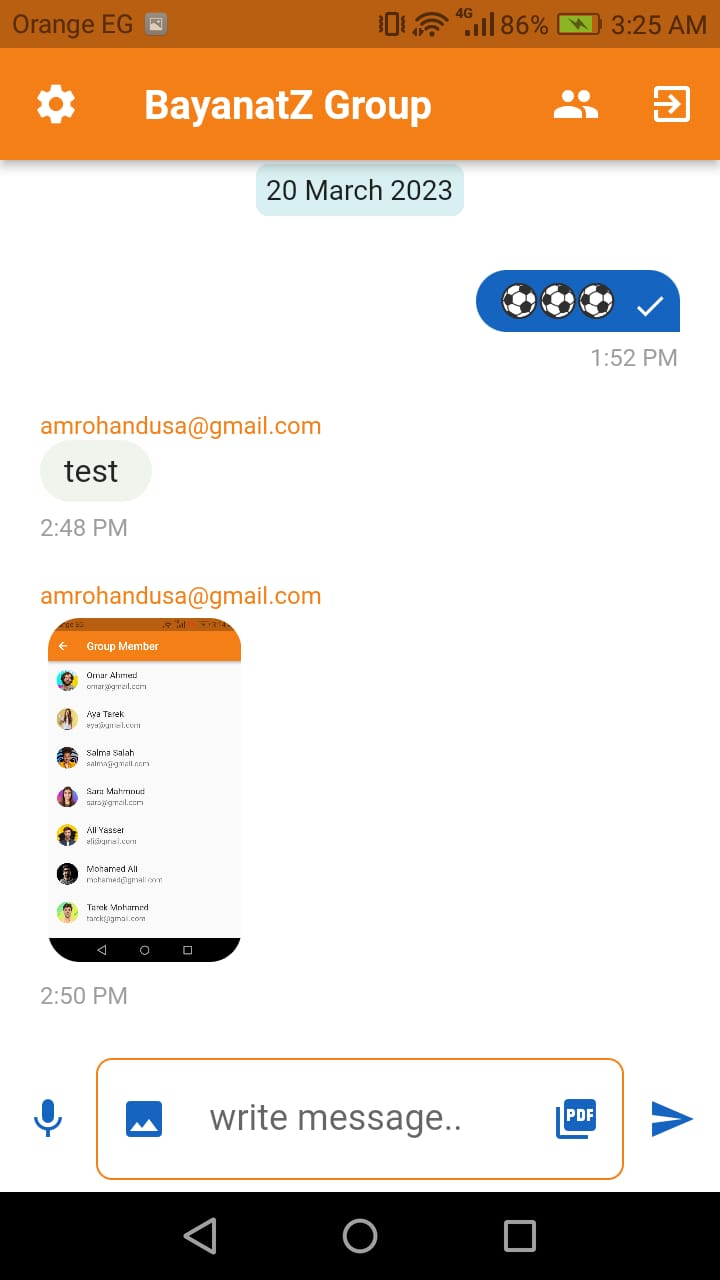 Orange EG 4G 86% 3:25 AM
BayanatZ Group
20 March 2023
⚽⚽⚽
1:52 PM
amrohandusa@gmail.com
test
2:48 PM
amrohandusa@gmail.com
Group Member
Omar Ahmed
omar@gmail.com
Aya Tarek
aya@gmail.com
Salma Salah
salma@gmail.com
Sara Mahmoud
sara@gmail.com
Ali Yasser
ali@gmail.com
Mohamed Ali
mohamed@gmail.com
Tarek Mohamed
tarek@gmail.com
2:50 PM
write message..
PDF